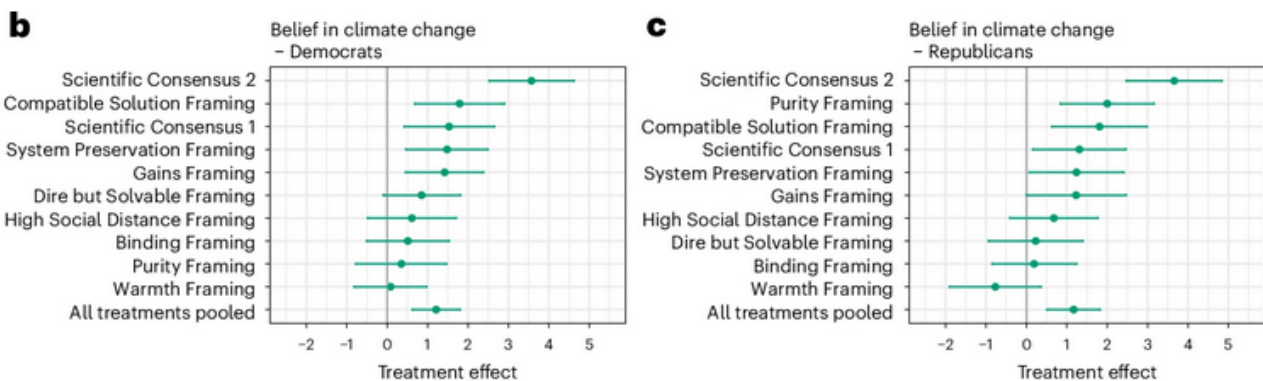 b
Belief in climate change
– Democrats
Scientific Consensus 2
Compatible Solution Framing
Scientific Consensus 1
System Preservation Framing
Gains Framing
Dire but Solvable Framing
High Social Distance Framing
Binding Framing
Purity Framing
Warmth Framing
All treatments pooled
−2 −1 0 1 2 3 4 5
Treatment effect
c
Belief in climate change
– Republicans
Scientific Consensus 2
Purity Framing
Compatible Solution Framing
Scientific Consensus 1
System Preservation Framing
Gains Framing
High Social Distance Framing
Dire but Solvable Framing
Binding Framing
Warmth Framing
All treatments pooled
−2 −1 0 1 2 3 4 5
Treatment effect